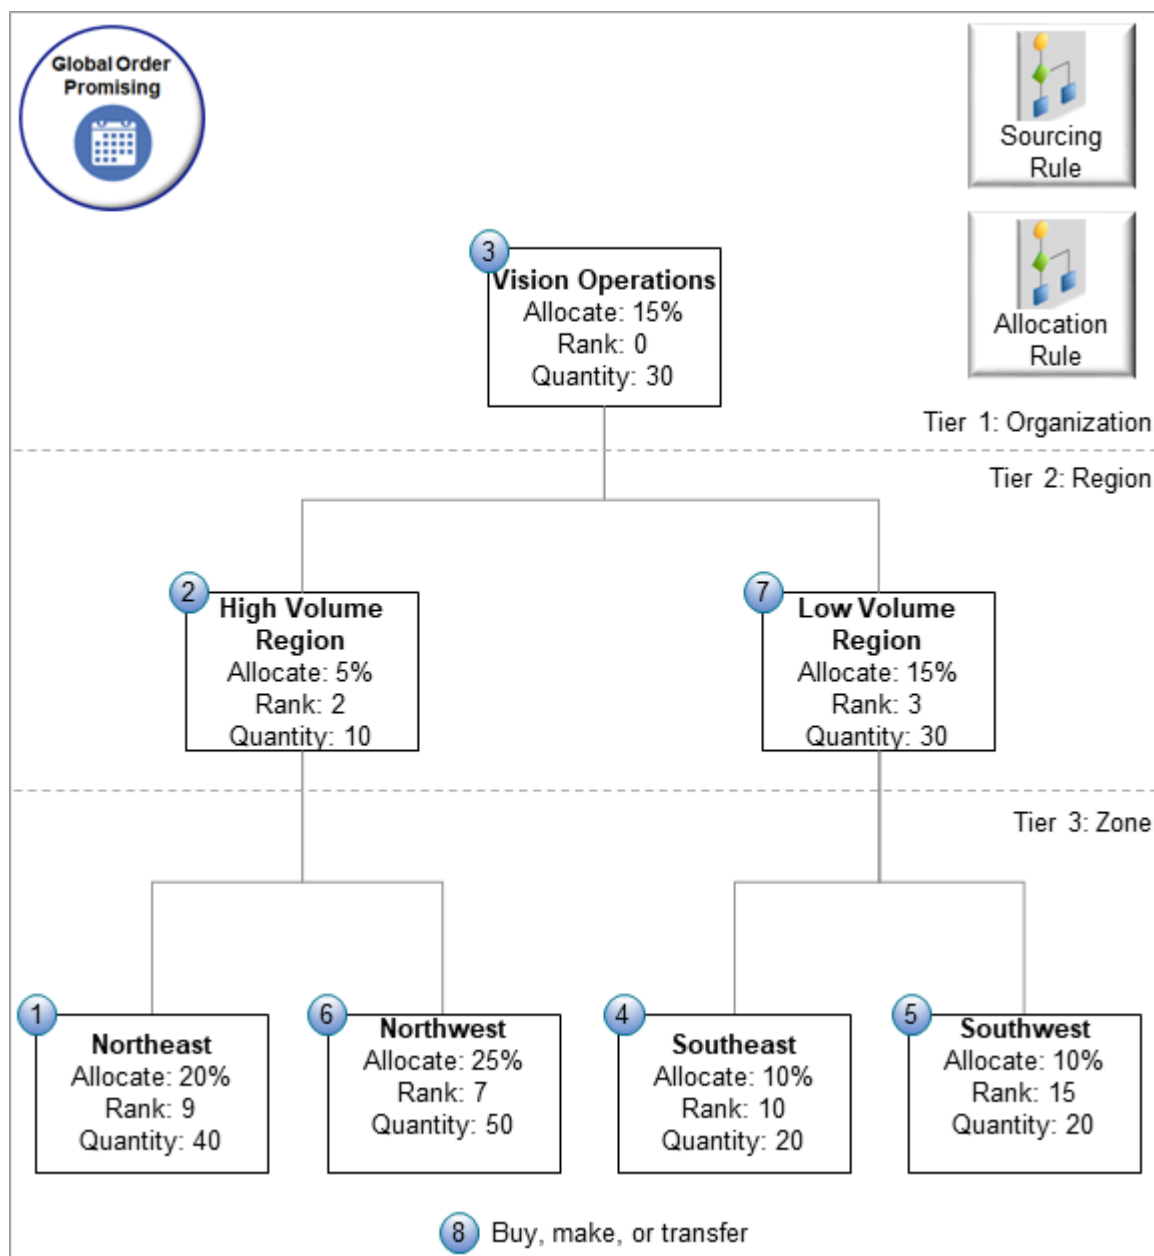 Global Order
Promising
Sourcing
Rule
Allocation
Rule
3
Vision Operations
Allocate: 15%
Rank: 0
Quantity: 30
Tier 1: Organization
Tier 2: Region
2
High Volume
Region
Allocate: 5%
Rank: 2
Quantity: 10
7
Low Volume
Region
Allocate: 15%
Rank: 3
Quantity: 30
Tier 3: Zone
1
Northeast
Allocate: 20%
Rank: 9
Quantity: 40
6
Northwest
Allocate: 25%
Rank: 7
Quantity: 50
4
Southeast
Allocate: 10%
Rank: 10
Quantity: 20
5
Southwest
Allocate: 10%
Rank: 15
Quantity: 20
8 Buy, make, or transfer